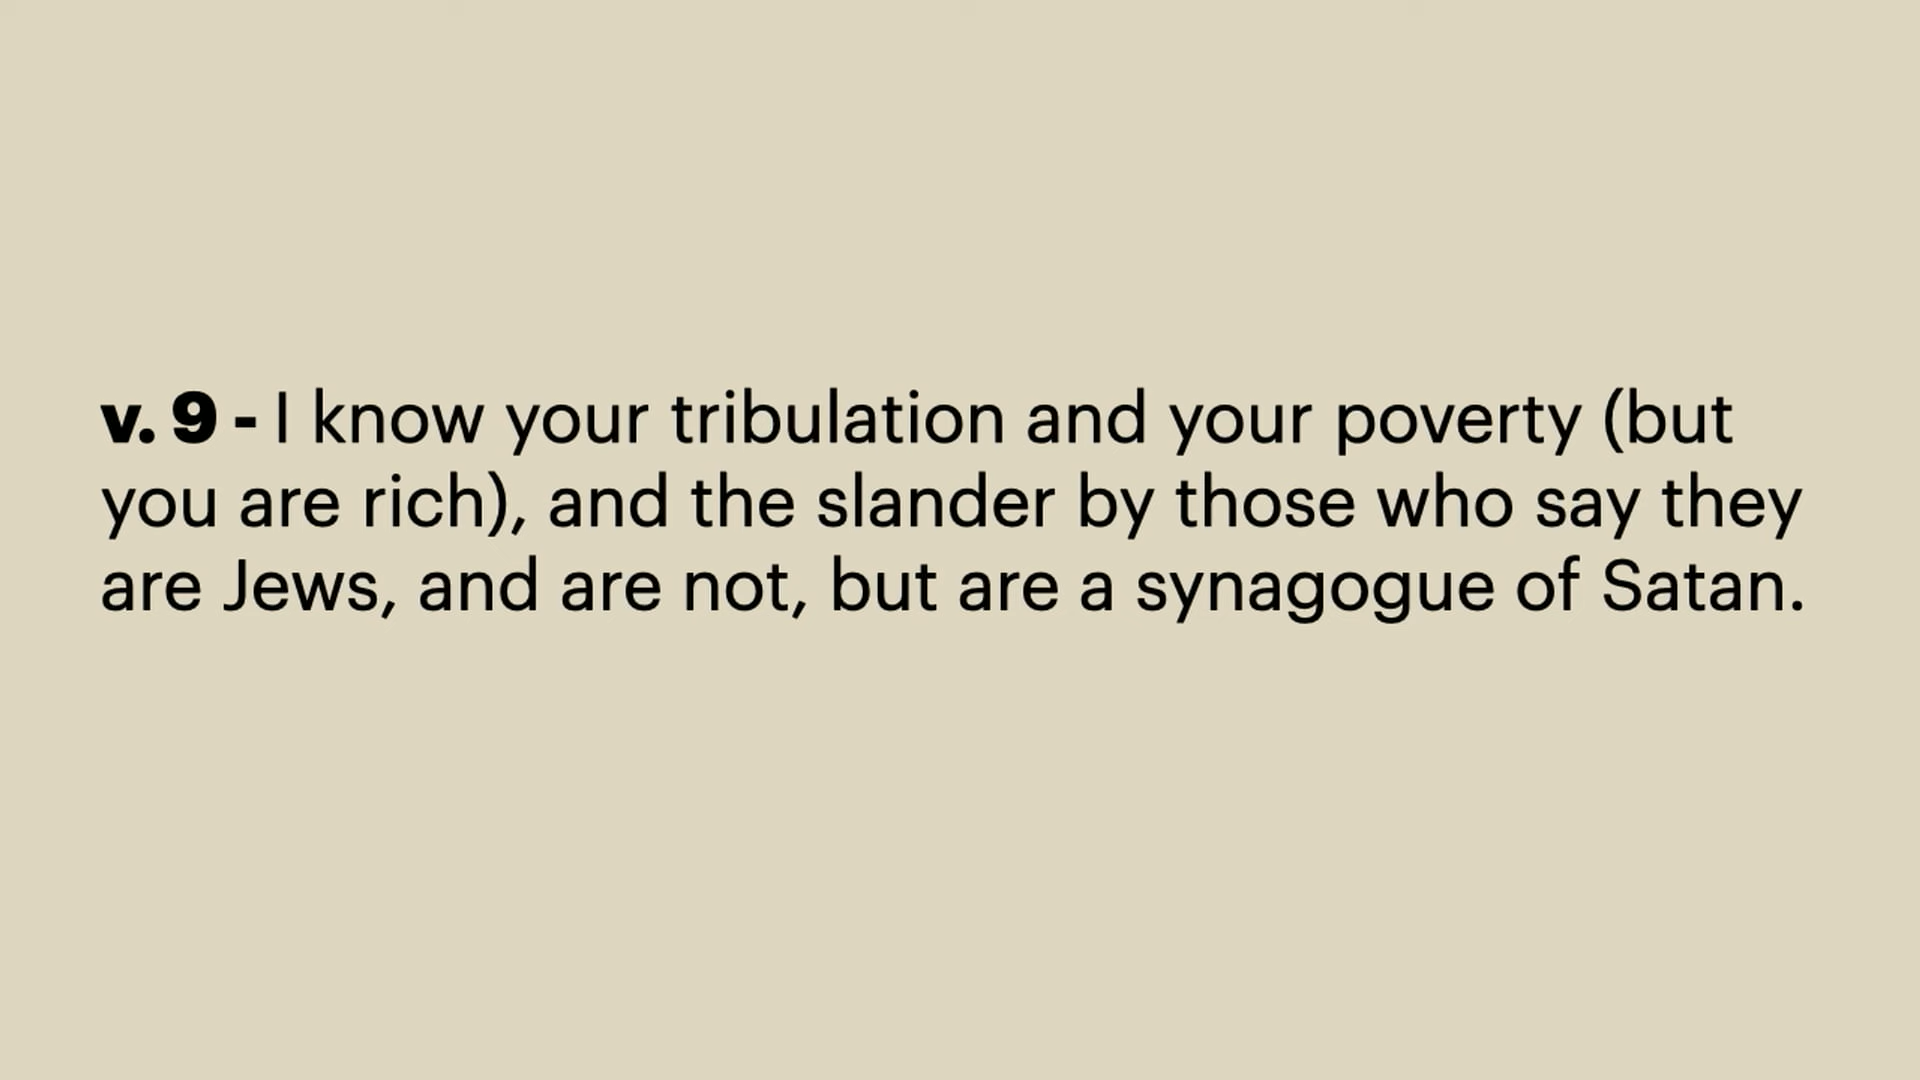 v. 9 - I know your tribulation and your poverty (but
you are rich), and the slander by those who say they
are Jews, and are not, but are a synagogue of Satan.